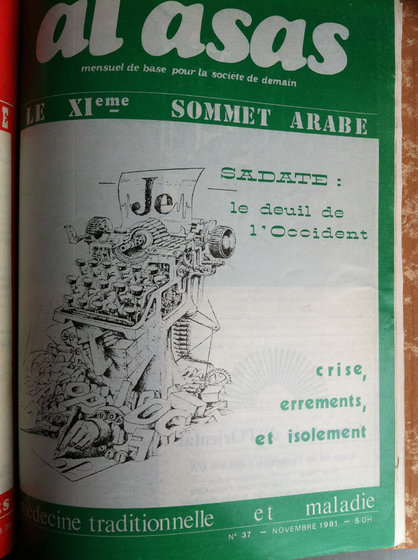 al asas
mensuel de base pour la société de demain
LE XIeme SOMMET ARABE
Je
SADATE :
le deuil de
l'Occident
crise,
errements,
et isolement
médecine traditionnelle et maladie
N° 37 - NOVEMBRE 1981 - 5 DH